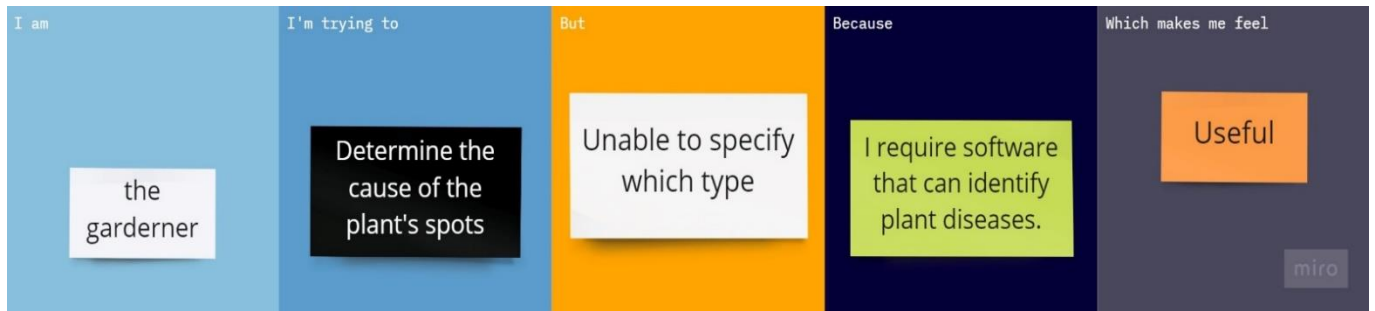 I am
the
garderner
I'm trying to
Determine the
cause of the
plant's spots
But
Unable to specify
which type
Because
I require software
that can identify
plant diseases.
Which makes me feel
Useful
miro